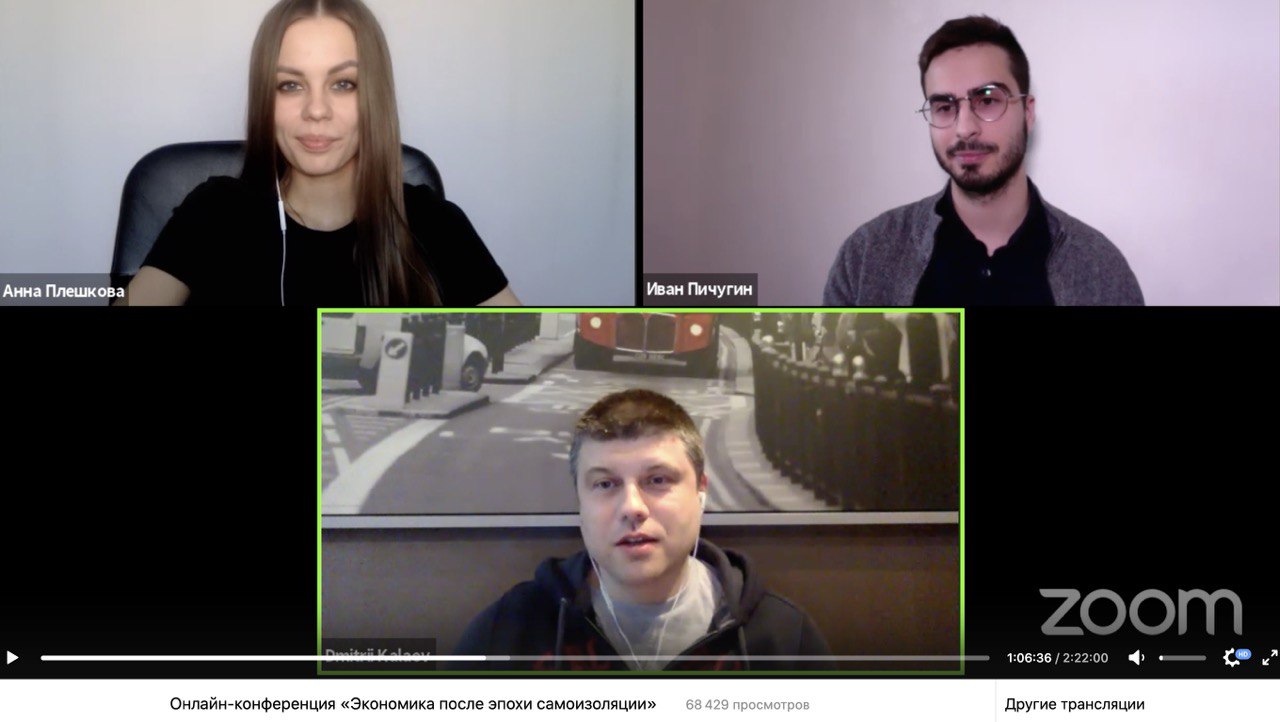 Анна Плешкова
Иван Пичугин
Dmitrii Kalaev
zoom
1:06:36 / 2:22:00
HD
Онлайн-конференция «Экономика после эпохи самоизоляции»
68 429 просмотров
Другие трансляции